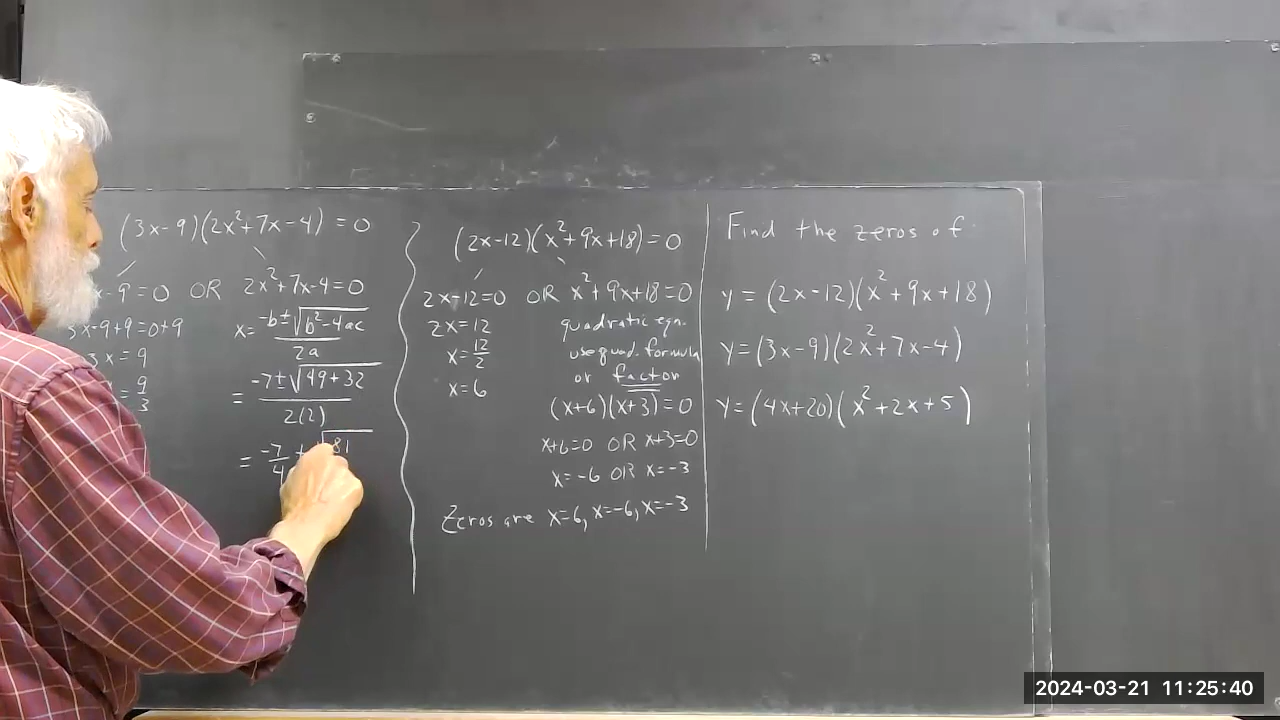 (3x-9)(2x²+7x-4) = 0
x-9=0 OR 2x²+7x-4=0
3x-9+9=0+9
3x=9
= 9/3
x= -b±√b²-4ac / 2a
= -7±√49+32 / 2(2)
= -7/4 ± √81
(2x-12)(x²+9x+18)=0
2x-12=0 OR x²+9x+18=0
2x=12
x=12/2
x=6
quadratic eqn.
use quad. formula
or factor
(x+6)(x+3)=0
x+6=0 OR x+3=0
x=-6 OR x=-3
Zeros are x=6, x=-6, x=-3
Find the zeros of
y = (2x-12)(x²+9x+18)
y=(3x-9)(2x²+7x-4)
y=(4x+20)(x²+2x+5)
2024-03-21 11:25:40